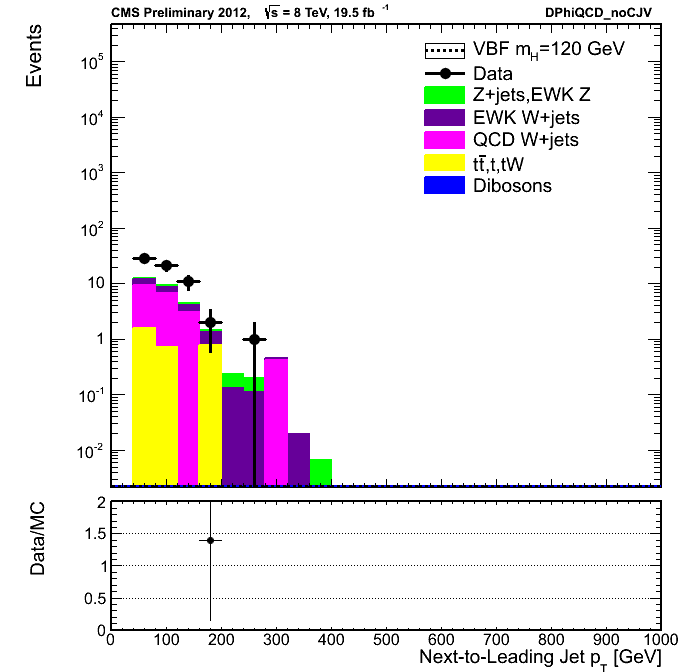 CMS Preliminary 2012, √s = 8 TeV, 19.5 fb⁻¹ DPhiQCD_noCJV
Events
10⁵
10⁴
10³
10²
10
1
10⁻¹
10⁻²
VBF m_H=120 GeV
Data
Z+jets,EWK Z
EWK W+jets
QCD W+jets
tt̅,t,tW
Dibosons
Data/MC
2
1.5
1
0.5
0
0 100 200 300 400 500 600 700 800 900 1000
Next-to-Leading Jet p_T [GeV]